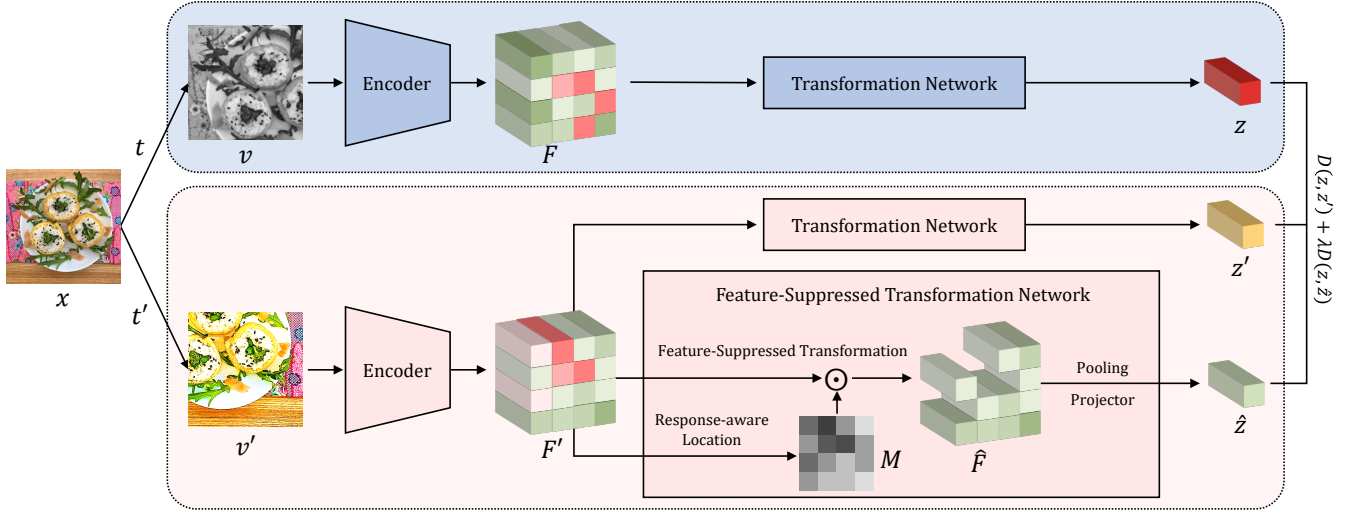 t
v
Encoder
F
Transformation Network
z
x
t′
v′
Encoder
F′
Transformation Network
z′
Feature-Suppressed Transformation Network
Feature-Suppressed Transformation
Response-aware
Location
M
F̂
Pooling
Projector
ẑ
D(z, z′) + λD(z, ẑ)